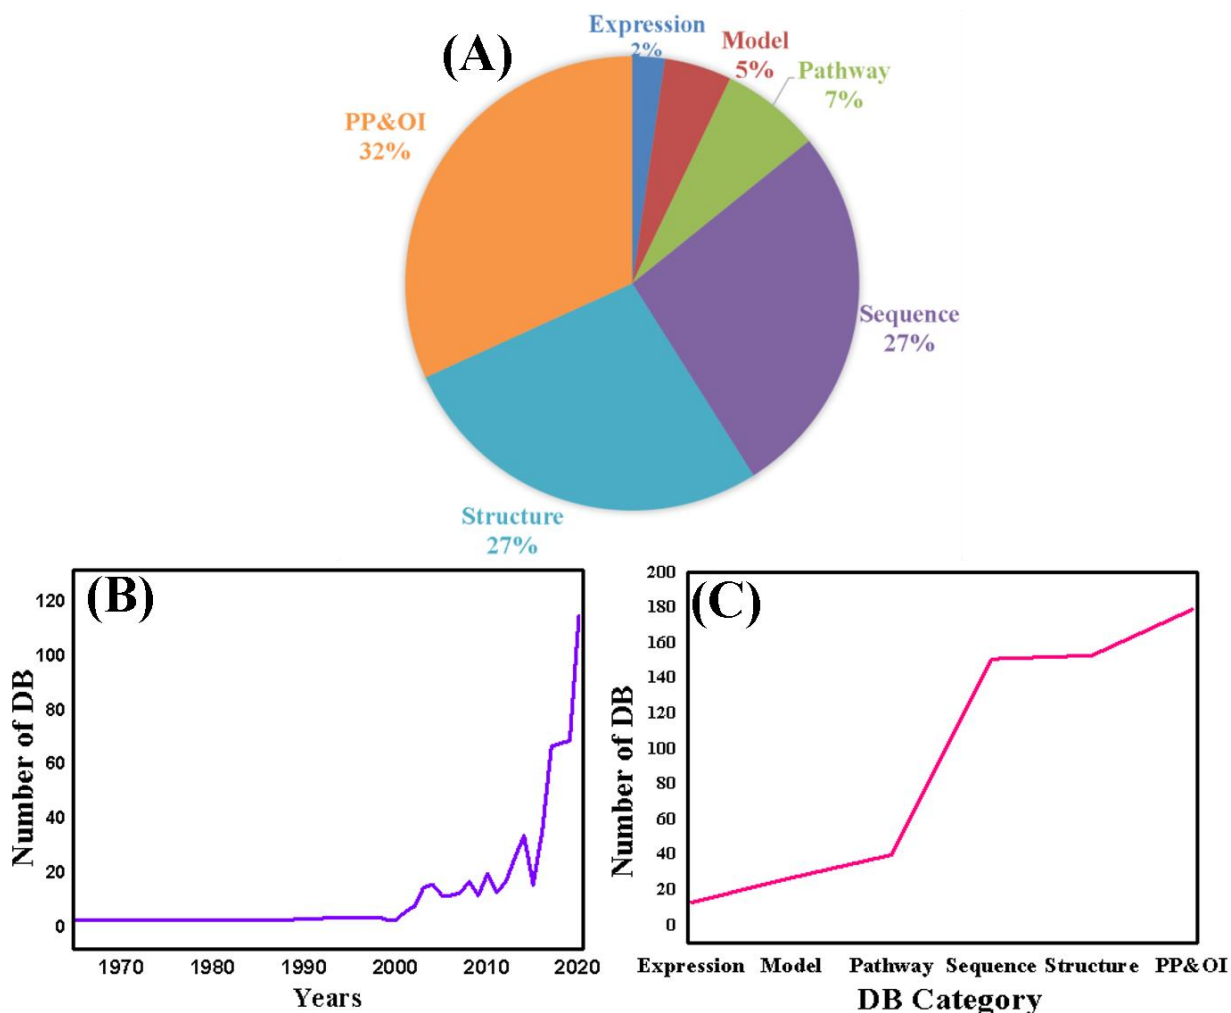 (A)
Expression
2%
Model
5%
Pathway
7%
PP&OI
32%
Sequence
27%
Structure
27%
(B)
120
100
80
60
40
20
0
Number of DB
1970 1980 1990 2000 2010 2020
Years
(C)
200
180
160
140
120
100
80
60
40
20
0
Number of DB
Expression Model Pathway Sequence Structure PP&OI
DB Category